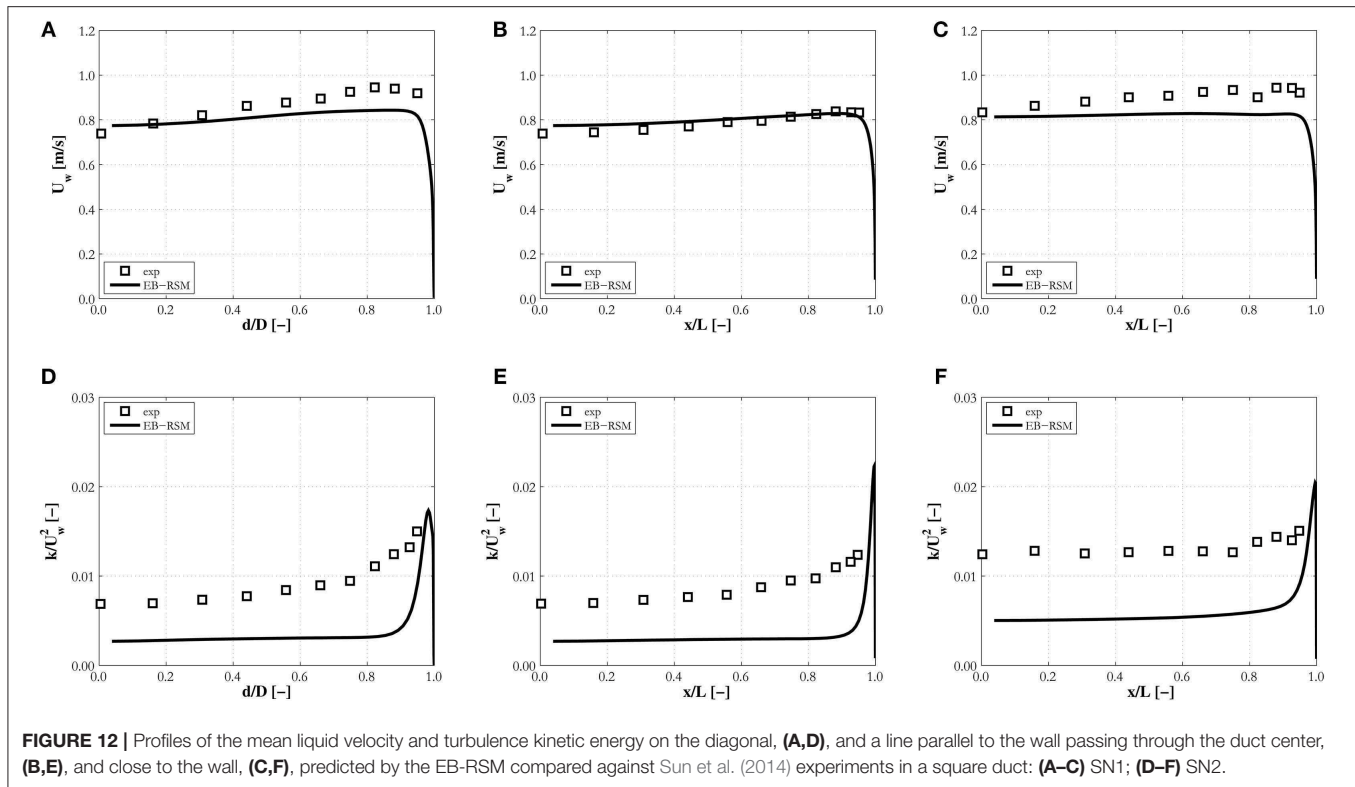 A
B
C
1.2
1.0
0.8
0.6
0.4
0.2
0.0
U_w [m/s]
exp
EB−RSM
0.0 0.2 0.4 0.6 0.8 1.0
d/D [−]
1.2
1.0
0.8
0.6
0.4
0.2
0.0
U_w [m/s]
exp
EB−RSM
0.0 0.2 0.4 0.6 0.8 1.0
x/L [−]
1.2
1.0
0.8
0.6
0.4
0.2
0.0
U_w [m/s]
exp
EB−RSM
0.0 0.2 0.4 0.6 0.8 1.0
x/L [−]
D
E
F
0.03
0.02
0.01
0.00
k/U_w^2 [−]
exp
EB−RSM
0.0 0.2 0.4 0.6 0.8 1.0
d/D [−]
0.03
0.02
0.01
0.00
k/U_w^2 [−]
exp
EB−RSM
0.0 0.2 0.4 0.6 0.8 1.0
x/L [−]
0.03
0.02
0.01
0.00
k/U_w^2 [−]
exp
EB−RSM
0.0 0.2 0.4 0.6 0.8 1.0
x/L [−]
FIGURE 12 | Profiles of the mean liquid velocity and turbulence kinetic energy on the diagonal, (A,D), and a line parallel to the wall passing through the duct center,
(B,E), and close to the wall, (C,F), predicted by the EB-RSM compared against Sun et al. (2014) experiments in a square duct: (A–C) SN1; (D–F) SN2.